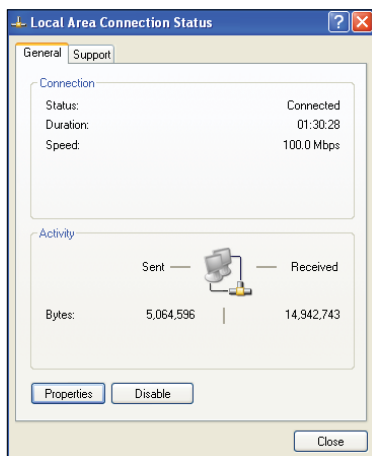 Local Area Connection Status
General Support
Connection
Status: Connected
Duration: 01:30:28
Speed: 100.0 Mbps
Activity
Sent Received
Bytes: 5,064,596 14,942,743
Properties Disable
Close